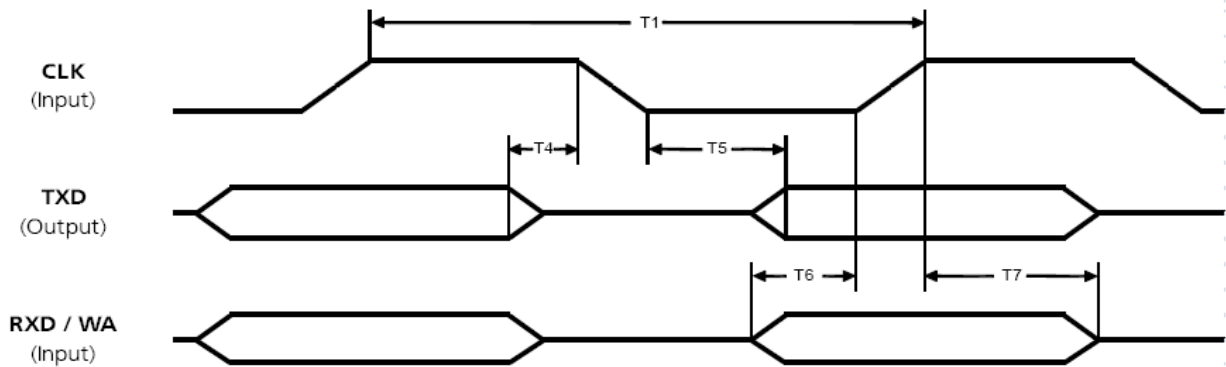 T1
CLK
(Input)
T4
T5
TXD
(Output)
T6
T7
RXD / WA
(Input)